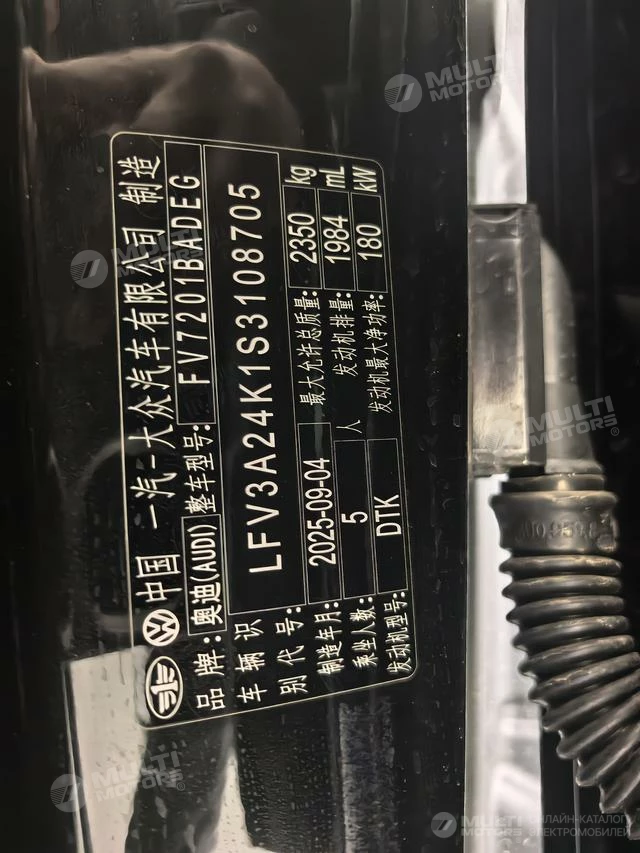 中国 一汽-大众汽车有限公司 制造
品牌: 奥迪(AUDI) 整车型号: FV7201BADEG
车辆识别代号: LFV3A24K1S3108705
制造年月: 2025-09-04 最大允许总质量: 2350 kg
乘坐人数: 5 人 发动机排量: 1984 mL
发动机型号: DTK 发动机最大净功率: 180 kW
MULTI MOTORS
MULTI MOTORS
MULTI MOTORS
MULTI MOTORS
MULTI MOTORS ОНЛАЙН-КАТАЛОГ ЕЛЕКТРОМОБІЛЕЙ